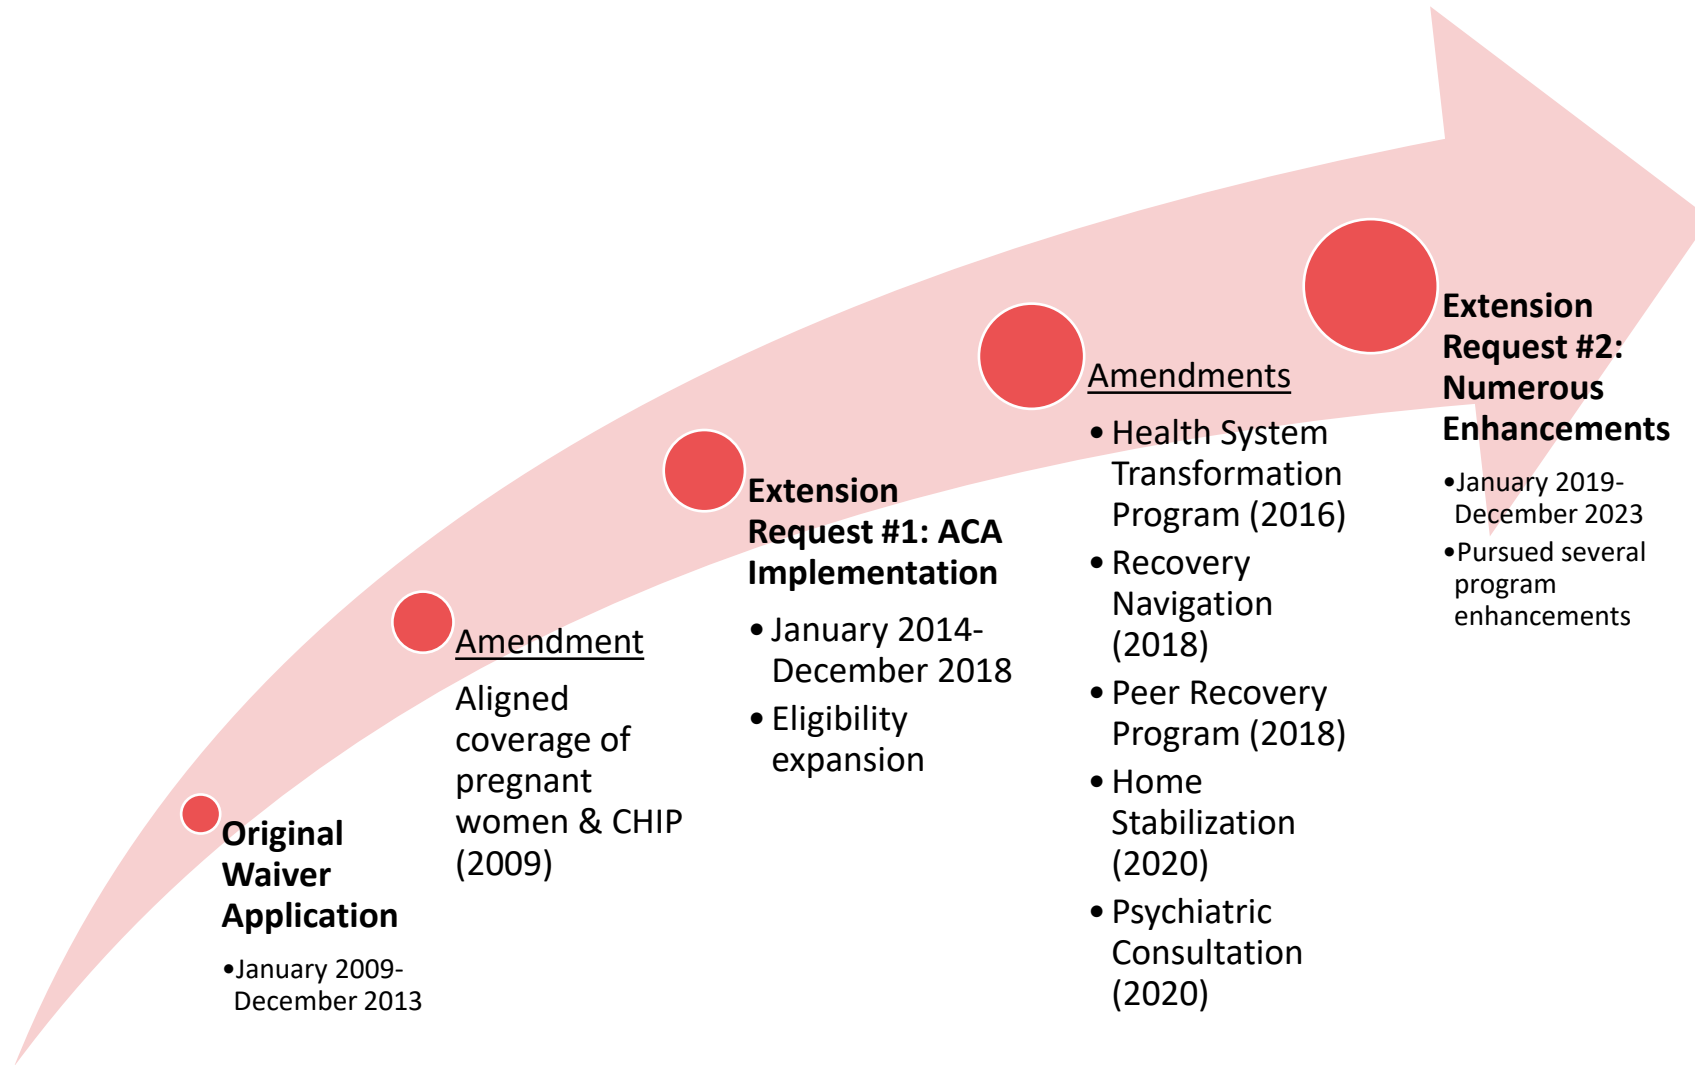 Original
Waiver
Application
•January 2009-
December 2013
Amendment
Aligned
coverage of
pregnant
women & CHIP
(2009)
Extension
Request #1: ACA
Implementation
• January 2014-
December 2018
• Eligibility
expansion
Amendments
• Health System
Transformation
Program (2016)
• Recovery
Navigation
(2018)
• Peer Recovery
Program (2018)
• Home
Stabilization
(2020)
• Psychiatric
Consultation
(2020)
Extension
Request #2:
Numerous
Enhancements
•January 2019-
December 2023
•Pursued several
program
enhancements